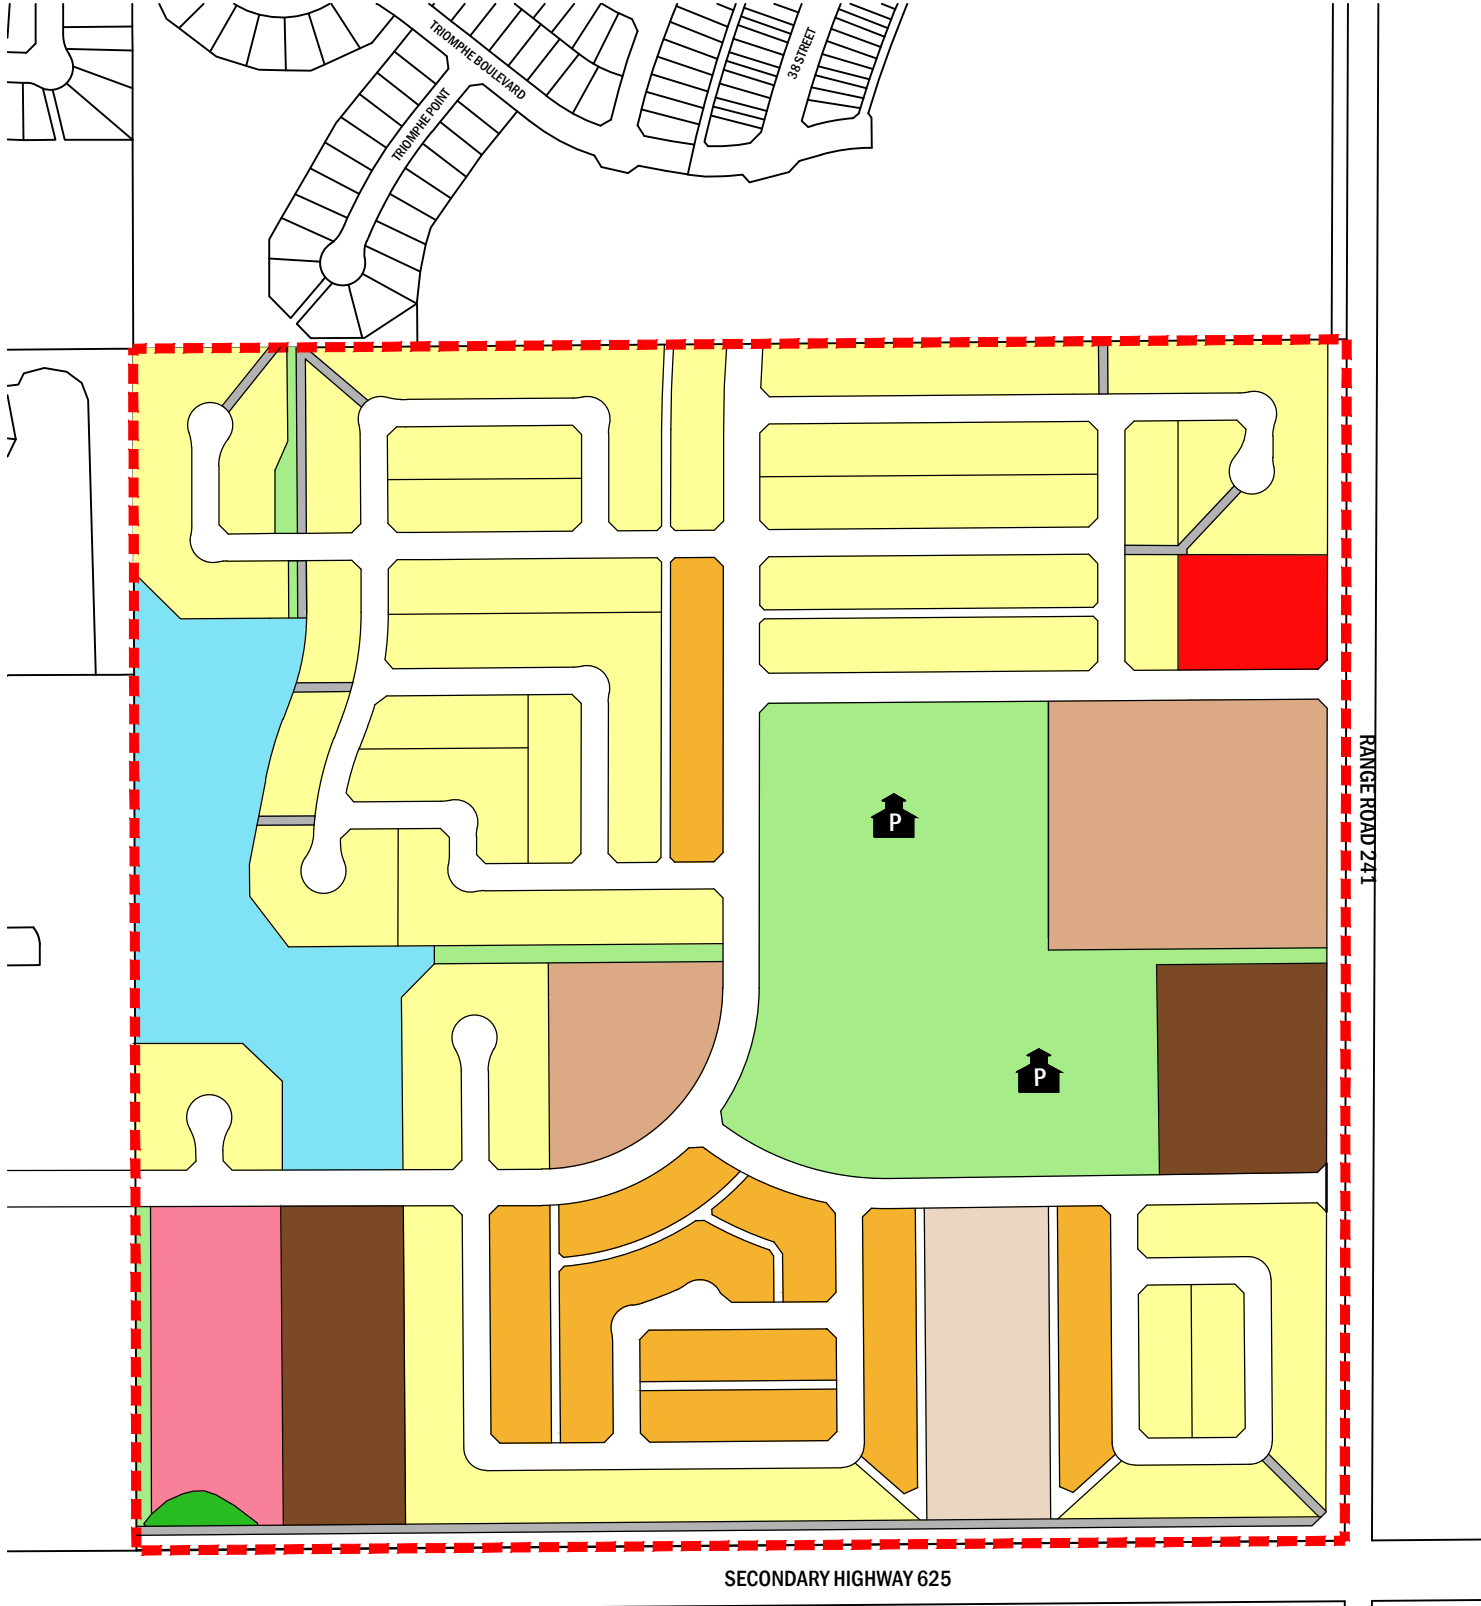 TRIOMPHE BOULEVARD
38 STREET
TRIOMPHE POINT
RANGE ROAD 241
P
P
SECONDARY HIGHWAY 625